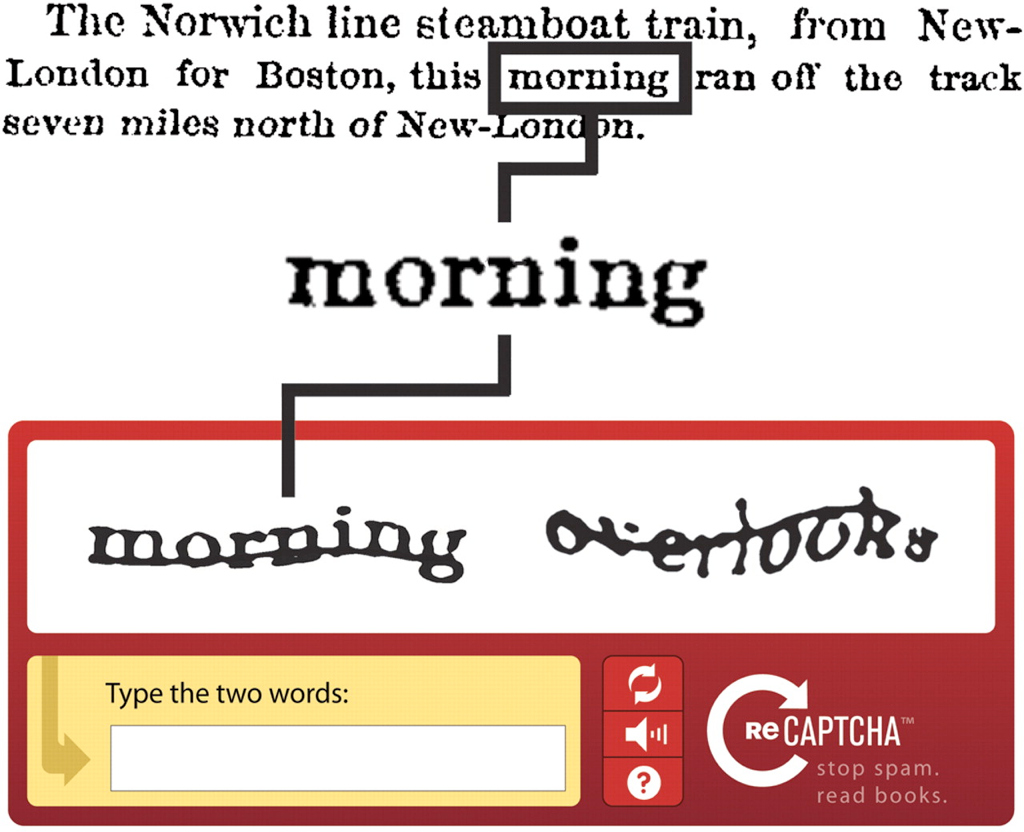 The Norwich line steamboat train, from New-
London for Boston, this morning ran off the track
seven miles north of New-London.
morning
morning overlooks
Type the two words:
?
ReCAPTCHA™
stop spam.
read books.